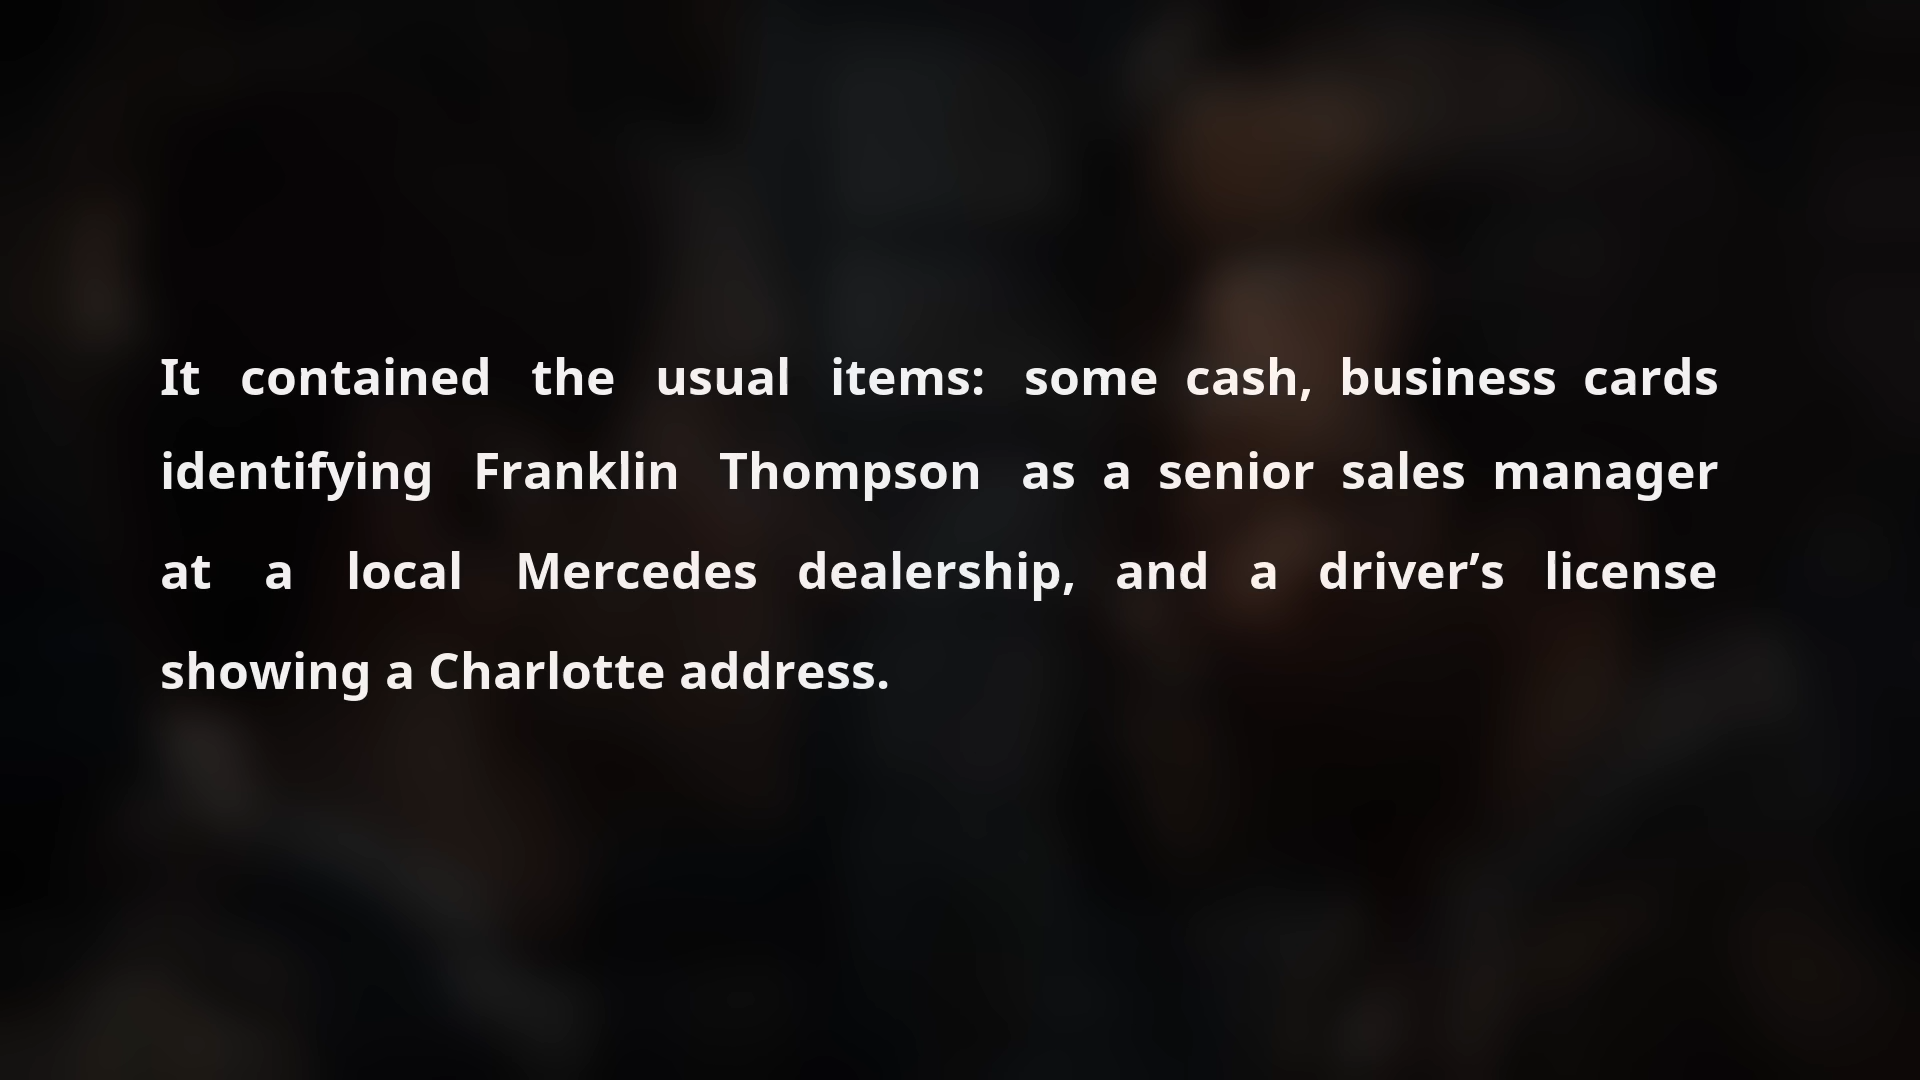 It contained the usual items: some cash, business cards
identifying Franklin Thompson as a senior sales manager
at a local Mercedes dealership, and a driver’s license
showing a Charlotte address.